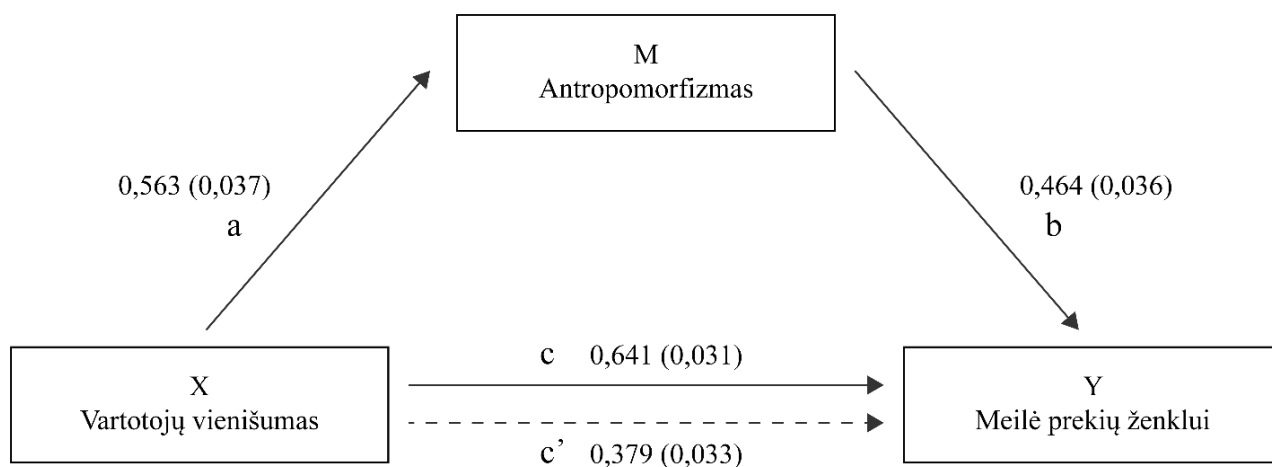 M
Antropomorfizmas
0,563 (0,037)
a
0,464 (0,036)
b
X
Vartotojų vienišumas
c 0,641 (0,031)
c’ 0,379 (0,033)
Y
Meilė prekių ženklui